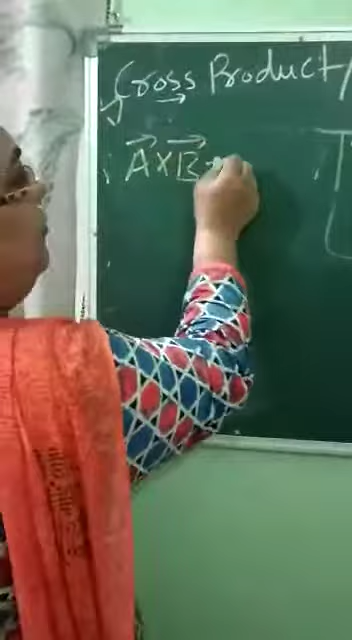 Cross Product/
A⃗ × B⃗